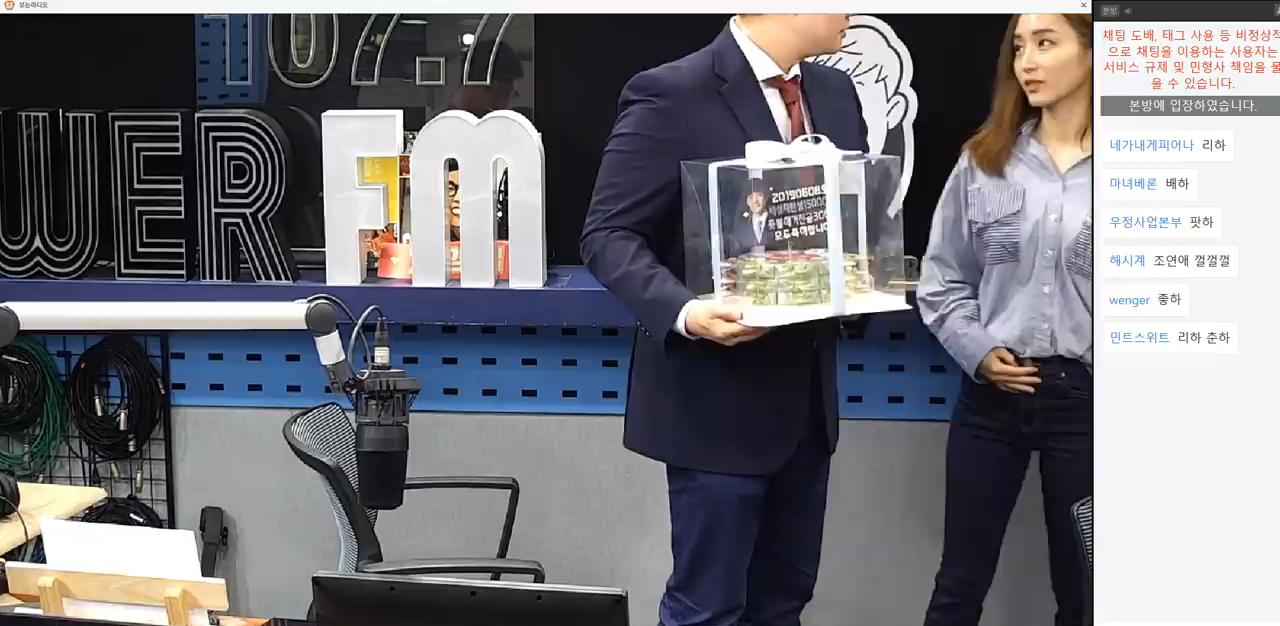 보는라디오
107.7
WER FM
20190608
모두축하합니다
본방
채팅 도배, 태그 사용 등 비정상적
으로 채팅을 이용하는 사용자는
서비스 규제 및 민형사 책임을 물
을 수 있습니다.
본방에 입장하였습니다.
네가내게피어나 리하
마녀베론 배하
우정사업본부 팟하
해시계 조연애 껄껄껄
wenger 좋하
민트스위트 리하 춘하